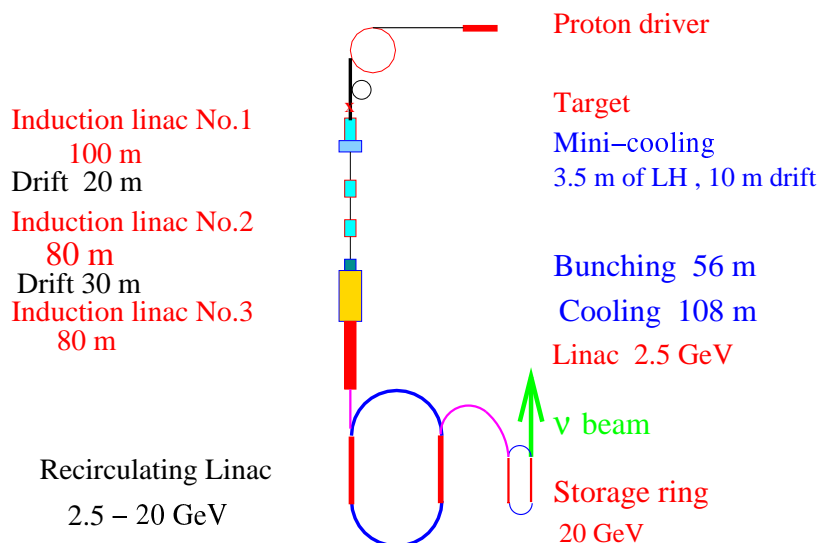 Proton driver
Induction linac No.1
100 m
Drift 20 m
Induction linac No.2
80 m
Drift 30 m
Induction linac No.3
80 m
Recirculating Linac
2.5 – 20 GeV
Target
Mini–cooling
3.5 m of LH , 10 m drift
Bunching 56 m
Cooling 108 m
Linac 2.5 GeV
ν beam
Storage ring
20 GeV